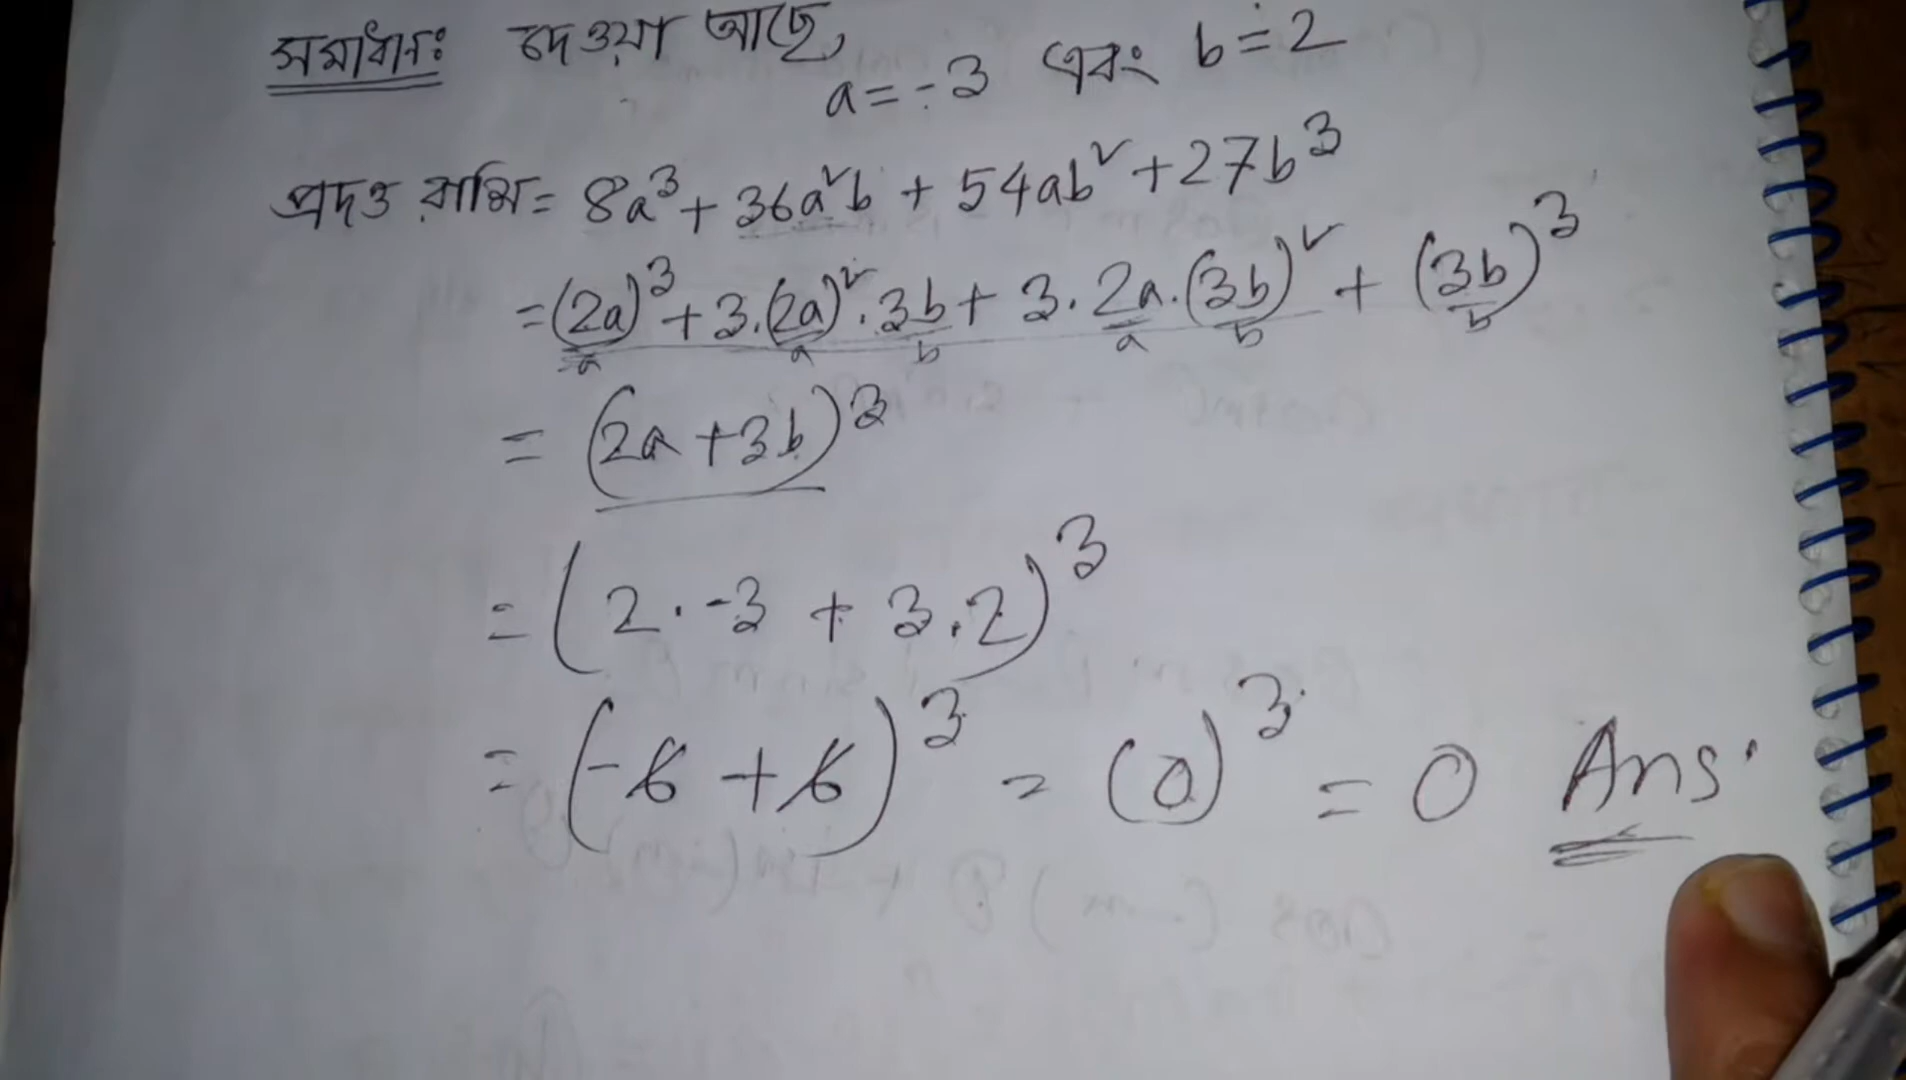 সমাধানঃ দেওয়া আছে,
a = -3 এবং b = 2
প্রদত্ত রাশি = 8a³ + 36a²b + 54ab² + 27b³
= (2a)³ + 3.(2a)².3b + 3.2a.(3b)² + (3b)³
a a b a b b
= (2a + 3b)³
= (2.-3 + 3.2)³
= (-6 + 6)³ = (0)³ = 0 Ans.